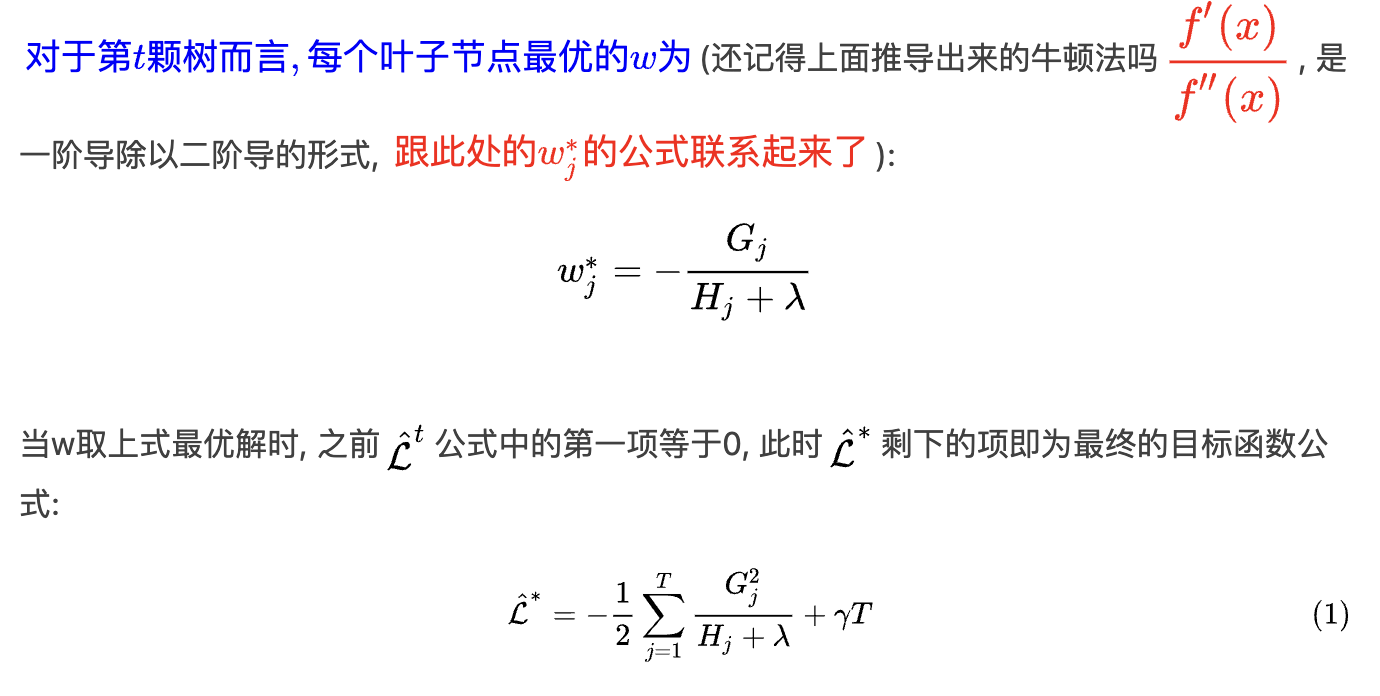 对于第t颗树而言, 每个叶子节点最优的w为 (还记得上面推导出来的牛顿法吗 \frac{f'(x)}{f''(x)} , 是
一阶导除以二阶导的形式, 跟此处的w_j^*的公式联系起来了 ):
w_j^* = -\frac{G_j}{H_j + \lambda}
当w取上式最优解时, 之前 \hat{\mathcal{L}}^t 公式中的第一项等于0, 此时 \hat{\mathcal{L}}^* 剩下的项即为最终的目标函数公
式:
\hat{\mathcal{L}}^* = -\frac{1}{2} \sum_{j=1}^{T} \frac{G_j^2}{H_j + \lambda} + \gamma T (1)